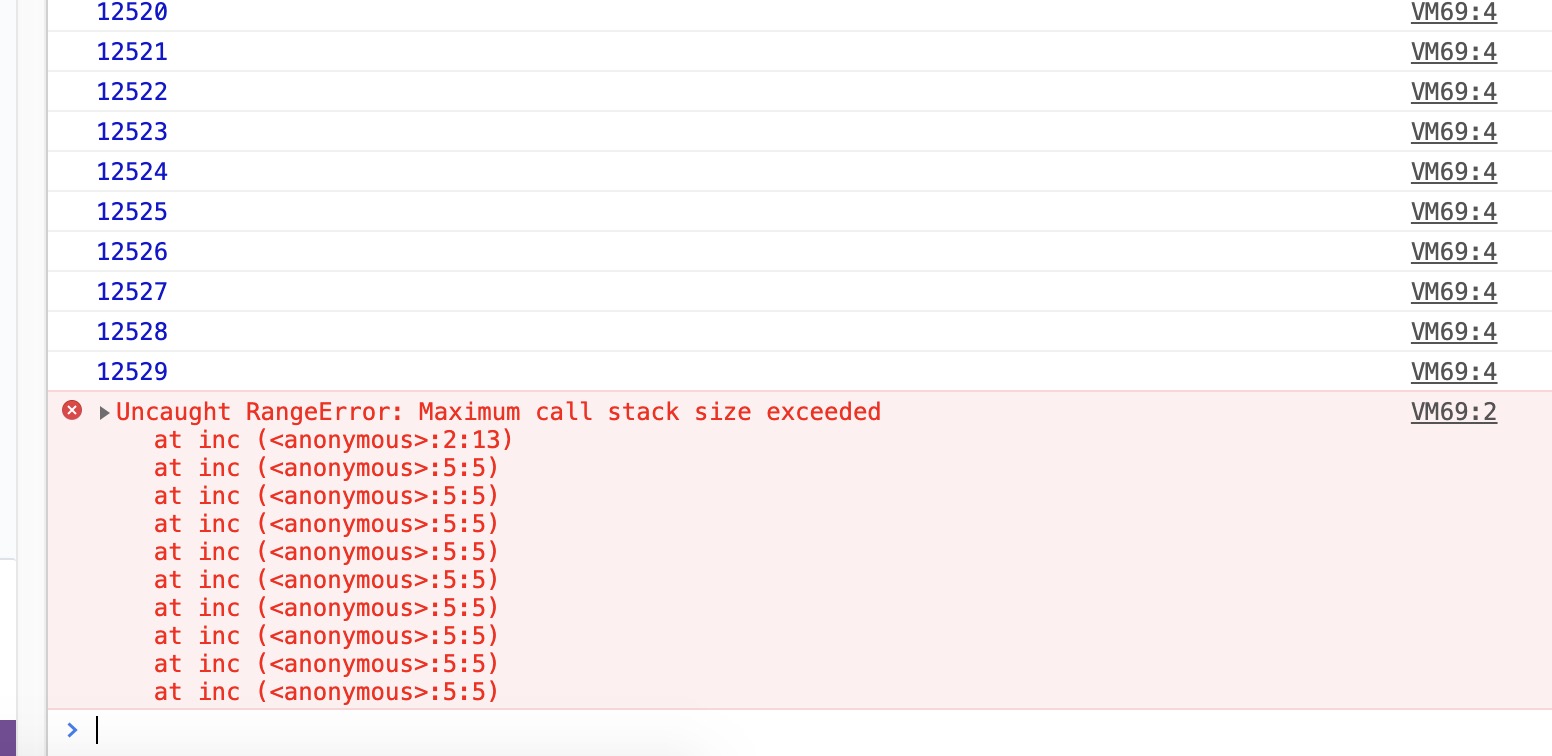 12520 VM69:4
12521 VM69:4
12522 VM69:4
12523 VM69:4
12524 VM69:4
12525 VM69:4
12526 VM69:4
12527 VM69:4
12528 VM69:4
12529 VM69:4
Uncaught RangeError: Maximum call stack size exceeded VM69:2
at inc (<anonymous>:2:13)
at inc (<anonymous>:5:5)
at inc (<anonymous>:5:5)
at inc (<anonymous>:5:5)
at inc (<anonymous>:5:5)
at inc (<anonymous>:5:5)
at inc (<anonymous>:5:5)
at inc (<anonymous>:5:5)
at inc (<anonymous>:5:5)
at inc (<anonymous>:5:5)
>